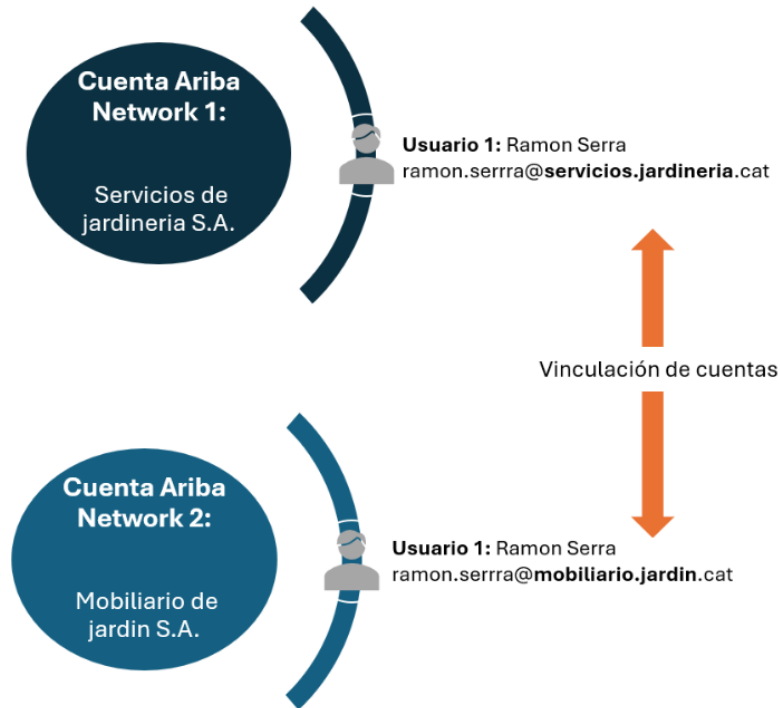 Cuenta Ariba
Network 1:
Servicios de
jardineria S.A.
Usuario 1: Ramon Serra
ramon.serrra@servicios.jardineria.cat
Vinculación de cuentas
Cuenta Ariba
Network 2:
Mobiliario de
jardin S.A.
Usuario 1: Ramon Serra
ramon.serrra@mobiliario.jardin.cat